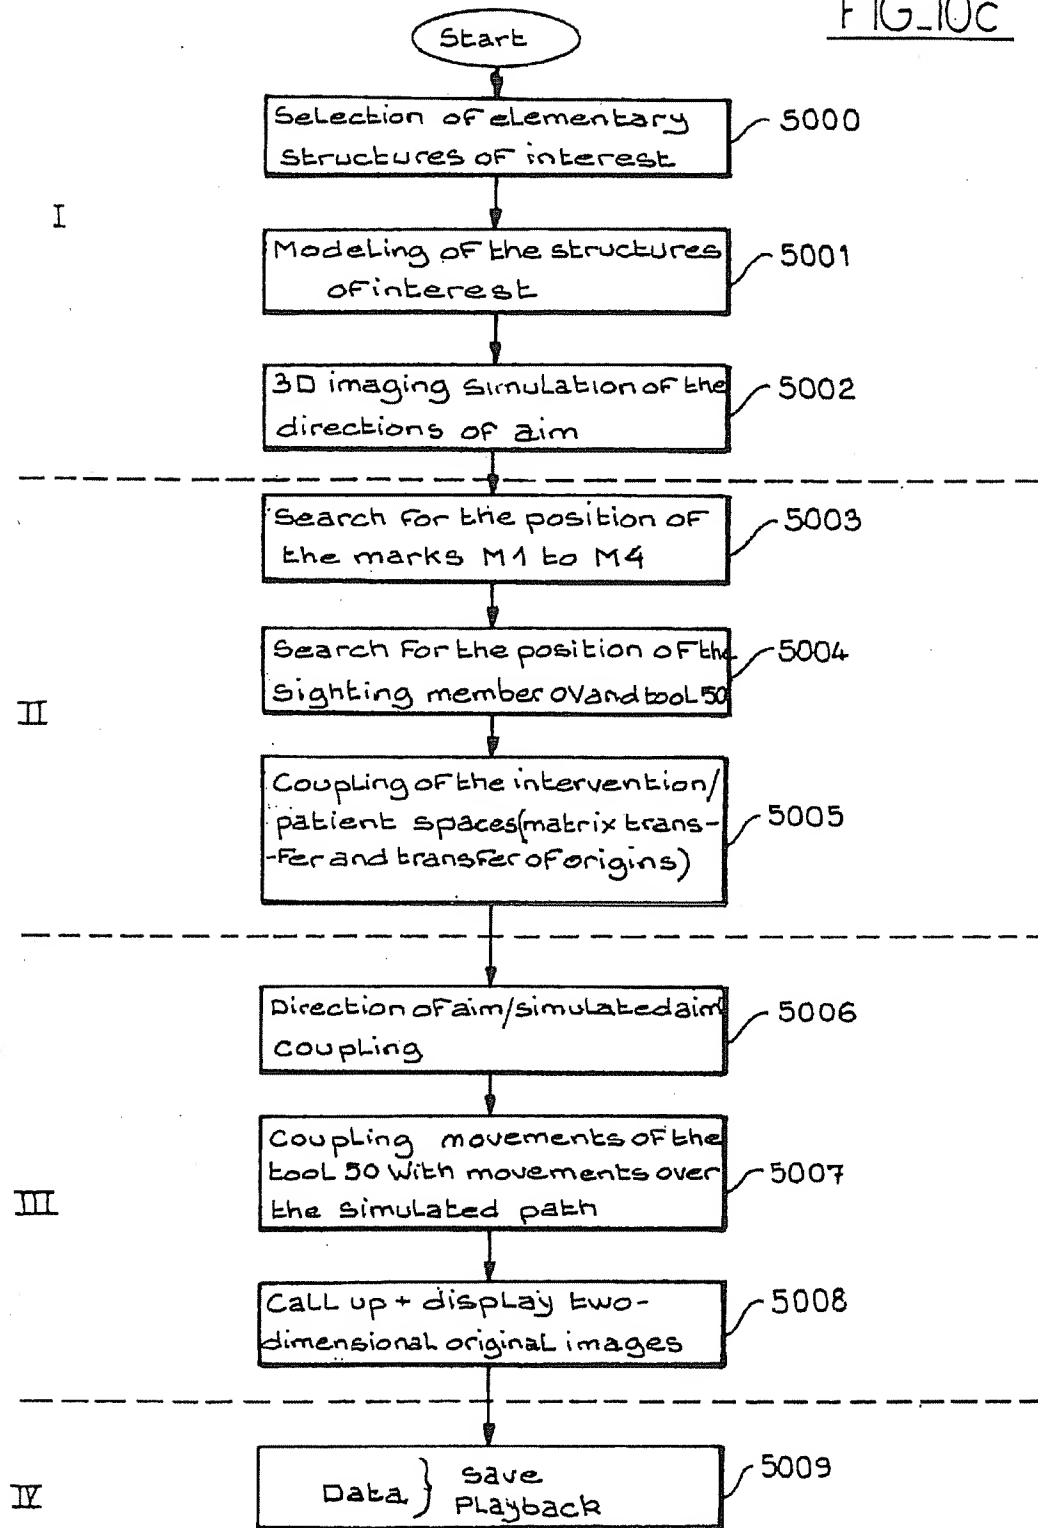 FIG_10c
Start
Selection of elementary
structures of interest
5000
I
Modeling of the structures
of interest
5001
3D imaging simulation of the
directions of aim
5002
Search for the position of
the marks M1 to M4
5003
Search for the position of the
sighting member OV and tool 50
5004
II
Coupling of the intervention/
patient spaces (matrix trans-
-fer and transfer of origins)
5005
Direction of aim/simulated aim
coupling
5006
Coupling movements of the
tool 50 with movements over
the simulated path
5007
III
Call up + display two-
dimensional original images
5008
Data } save
Playback
5009
IV